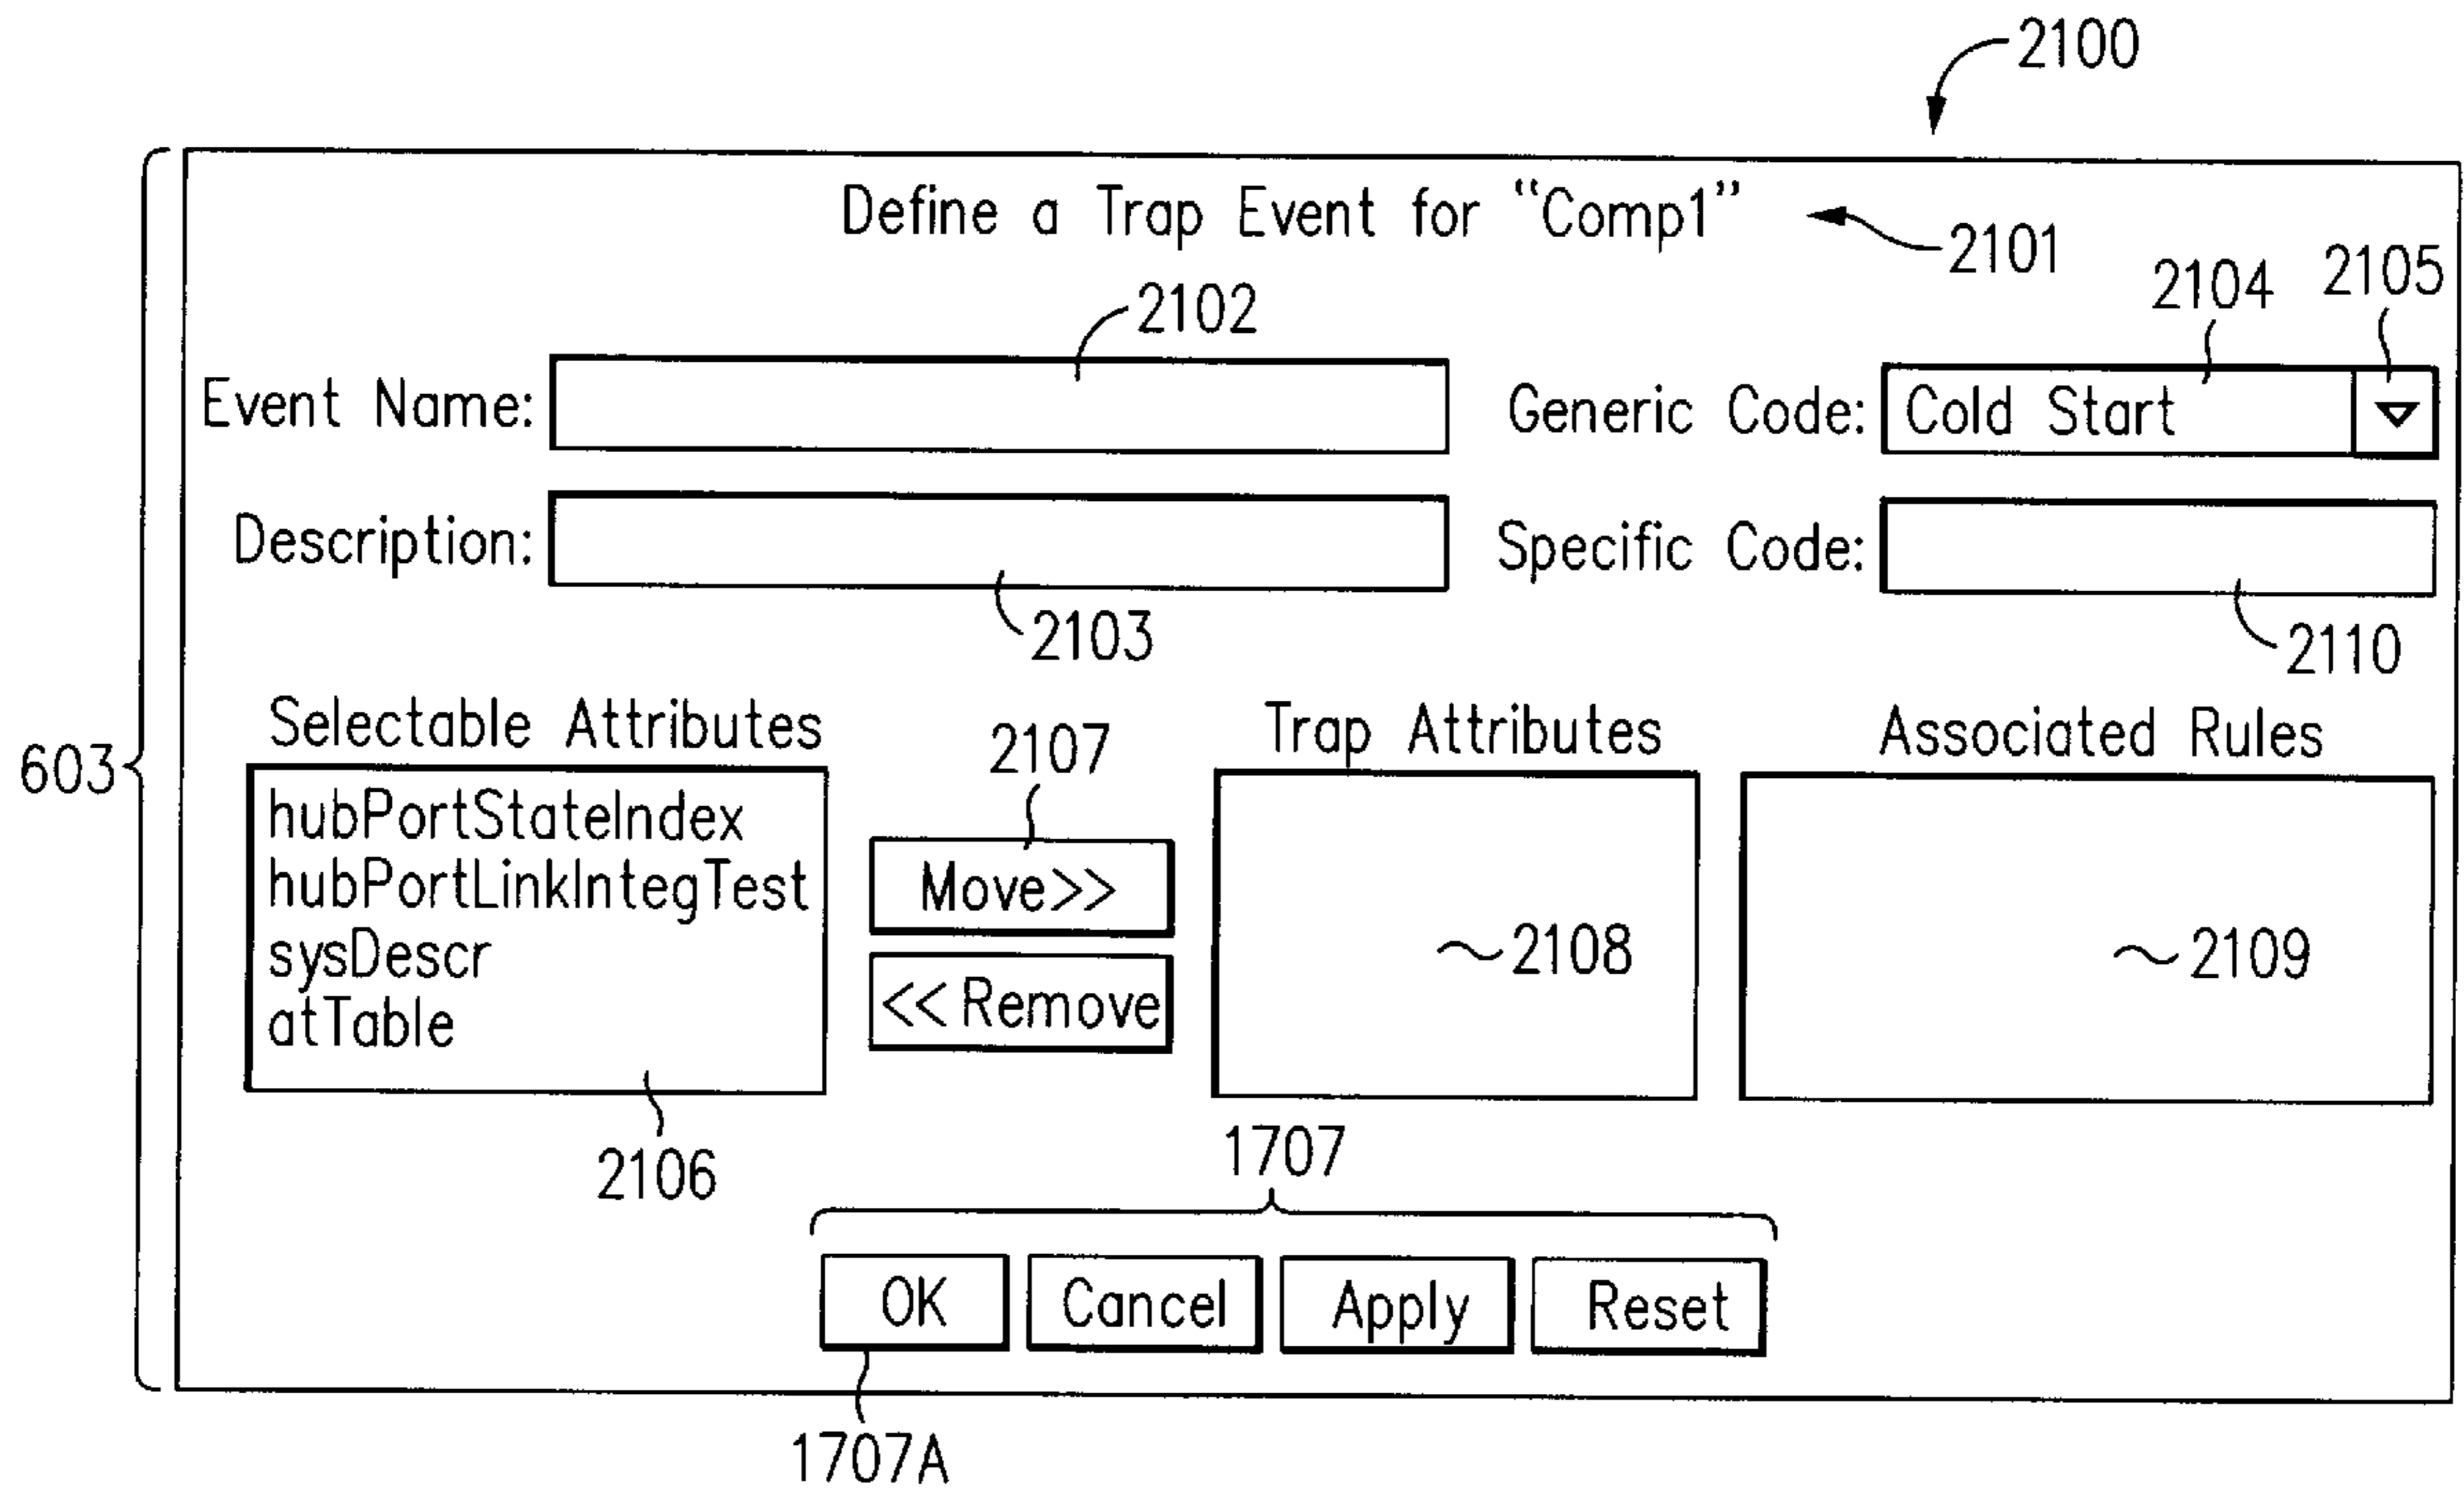 2100
Define a Trap Event for “Comp1”
2101
2102
2104
2105
Event Name:
Generic Code:
Cold Start
Description:
Specific Code:
2103
2110
603
Selectable Attributes
2107
Trap Attributes
Associated Rules
hubPortStateIndex
hubPortLinkIntegTest
sysDescr
atTable
Move>>
<<Remove
2108
2109
2106
1707
OK
Cancel
Apply
Reset
1707A